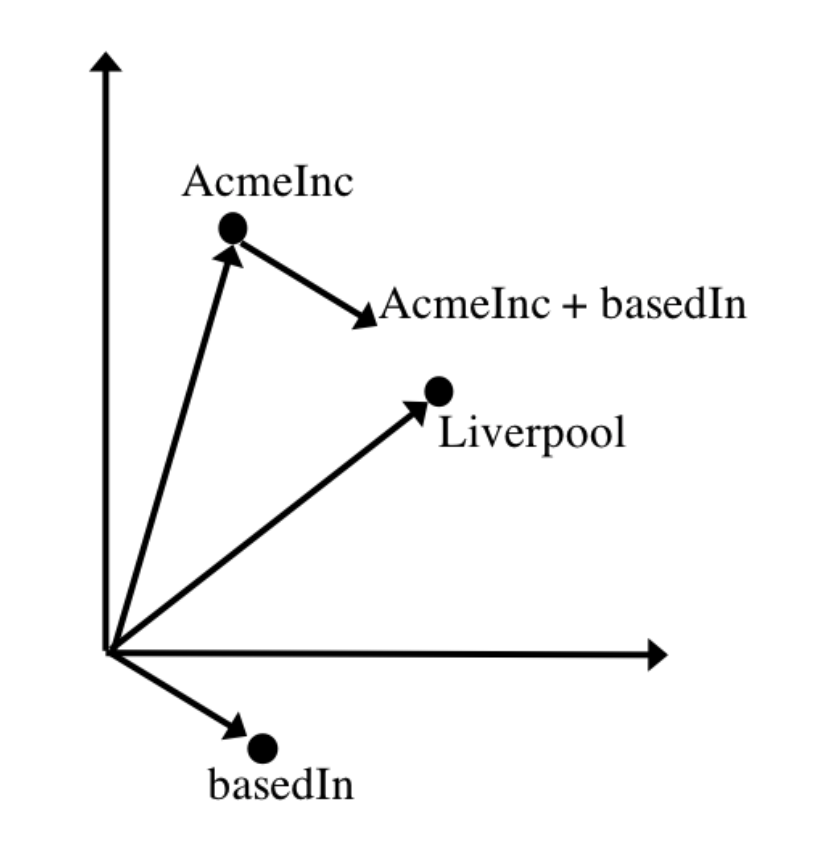 AcmeInc
AcmeInc + basedIn
Liverpool
basedIn